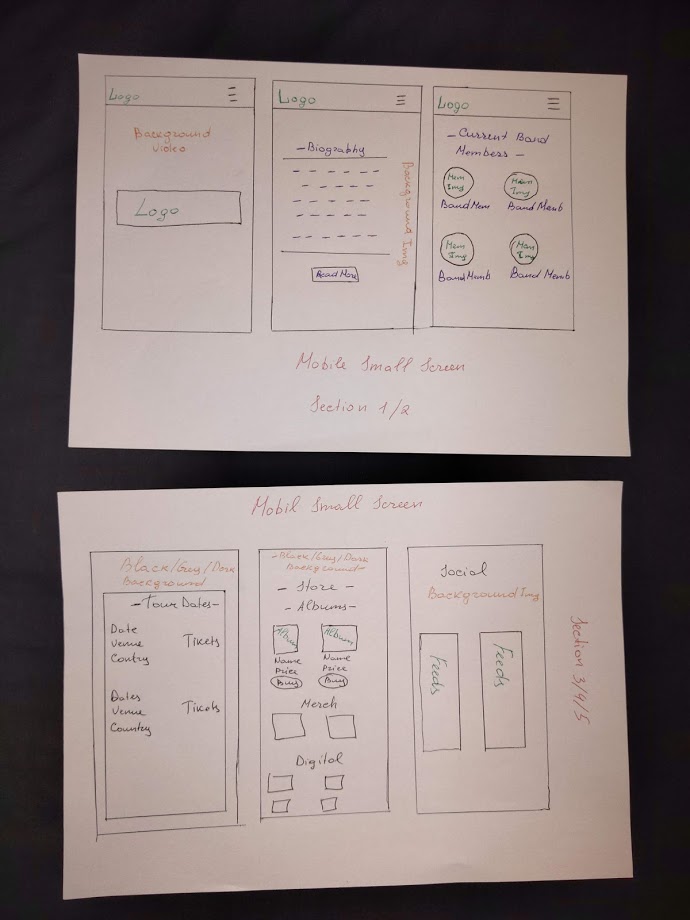 Logo
Background
Video
Logo
Logo
- Biography
Background Img
Read More
Logo
- Current Band
Members -
Mem
Img
Mem
Img
Band Mem
Band Memb
Mem
Img
Mem
Img
Band Memb
Band Memb
Mobile Small Screen
Section 1/2
Mobil Small Screen
Black/Grey/Dark
Background
- Tour Dates -
Date
Venue
Contry
Tikets
Dates
Venue
Country
Tikets
- Black/Grey/Dark
Background -
- Store -
- Albums -
Album
Album
Name
Price
Buy
Name
Price
Buy
Merch
Digital
Social
Background Img
Feeds
Feeds
Section 3/4/5